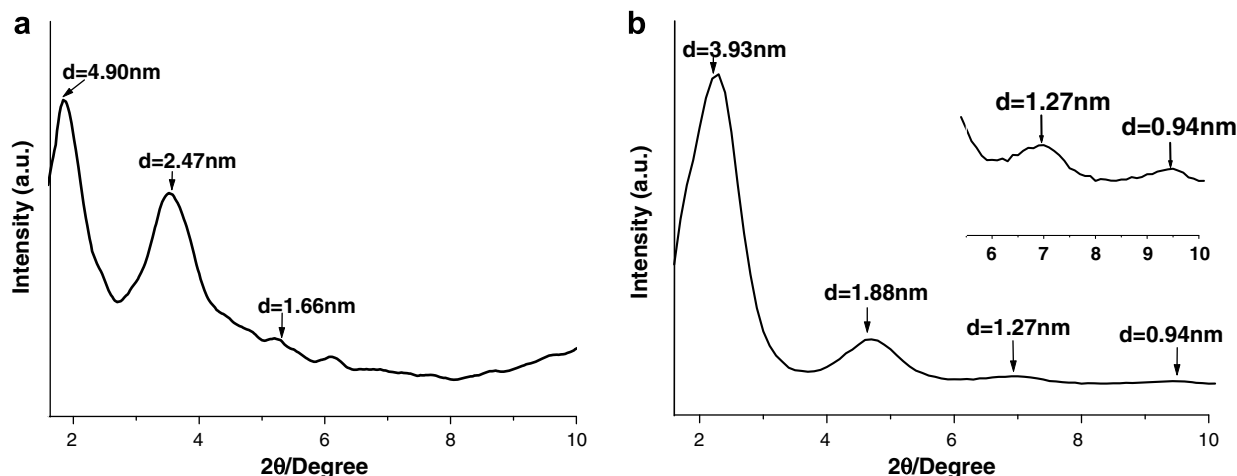 a
d=4.90nm
d=2.47nm
d=1.66nm
Intensity (a.u.)
2 4 6 8 10
2θ/Degree
b
d=3.93nm
d=1.88nm
d=1.27nm
d=0.94nm
d=1.27nm
d=0.94nm
5 6 7 8 9 10
Intensity (a.u.)
2 4 6 8 10
2θ/Degree